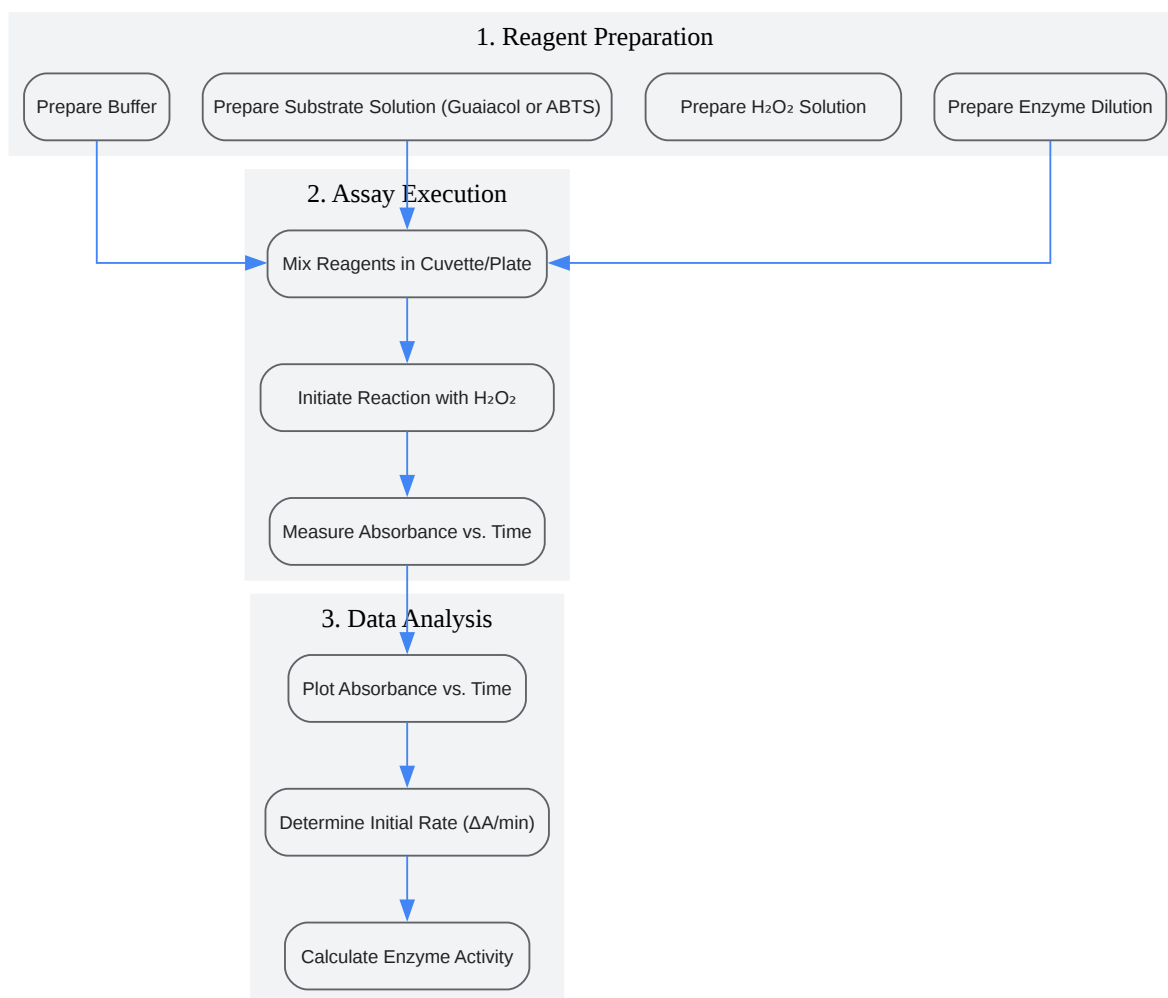 1. Reagent Preparation
Prepare Buffer
Prepare Substrate Solution (Guaiacol or ABTS)
Prepare H₂O₂ Solution
Prepare Enzyme Dilution
2. Assay Execution
Mix Reagents in Cuvette/Plate
Initiate Reaction with H₂O₂
Measure Absorbance vs. Time
3. Data Analysis
Plot Absorbance vs. Time
Determine Initial Rate (ΔA/min)
Calculate Enzyme Activity